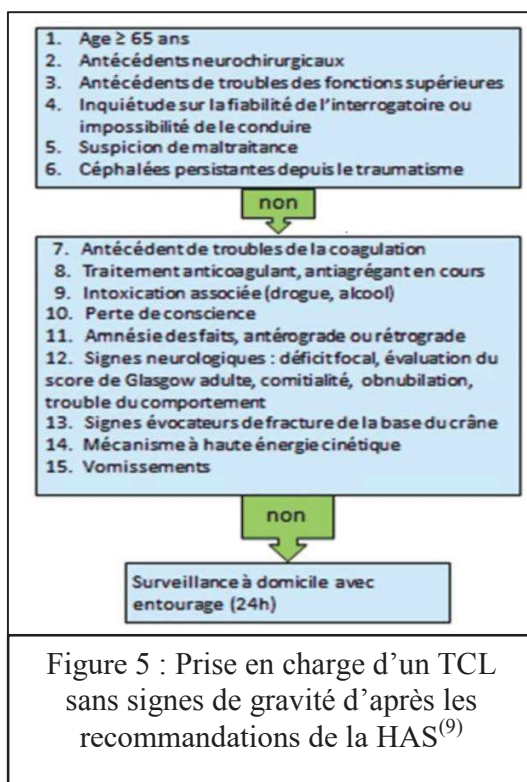 1. Age ≥ 65 ans
2. Antécédents neurochirurgicaux
3. Antécédents de troubles des fonctions supérieures
4. Inquiétude sur la fiabilité de l'interrogatoire ou
impossibilité de le conduire
5. Suspicion de maltraitance
6. Céphalées persistantes depuis le traumatisme
non
7. Antécédent de troubles de la coagulation
8. Traitement anticoagulant, antiagrégant en cours
9. Intoxication associée (drogue, alcool)
10. Perte de conscience
11. Amnésie des faits, antérograde ou rétrograde
12. Signes neurologiques : déficit focal, évaluation du
score de Glasgow adulte, comitialité, obnubilation,
trouble du comportement
13. Signes évocateurs de fracture de la base du crâne
14. Mécanisme à haute énergie cinétique
15. Vomissements
non
Surveillance à domicile avec
entourage (24h)
Figure 5 : Prise en charge d'un TCL
sans signes de gravité d'après les
recommandations de la HAS(9)